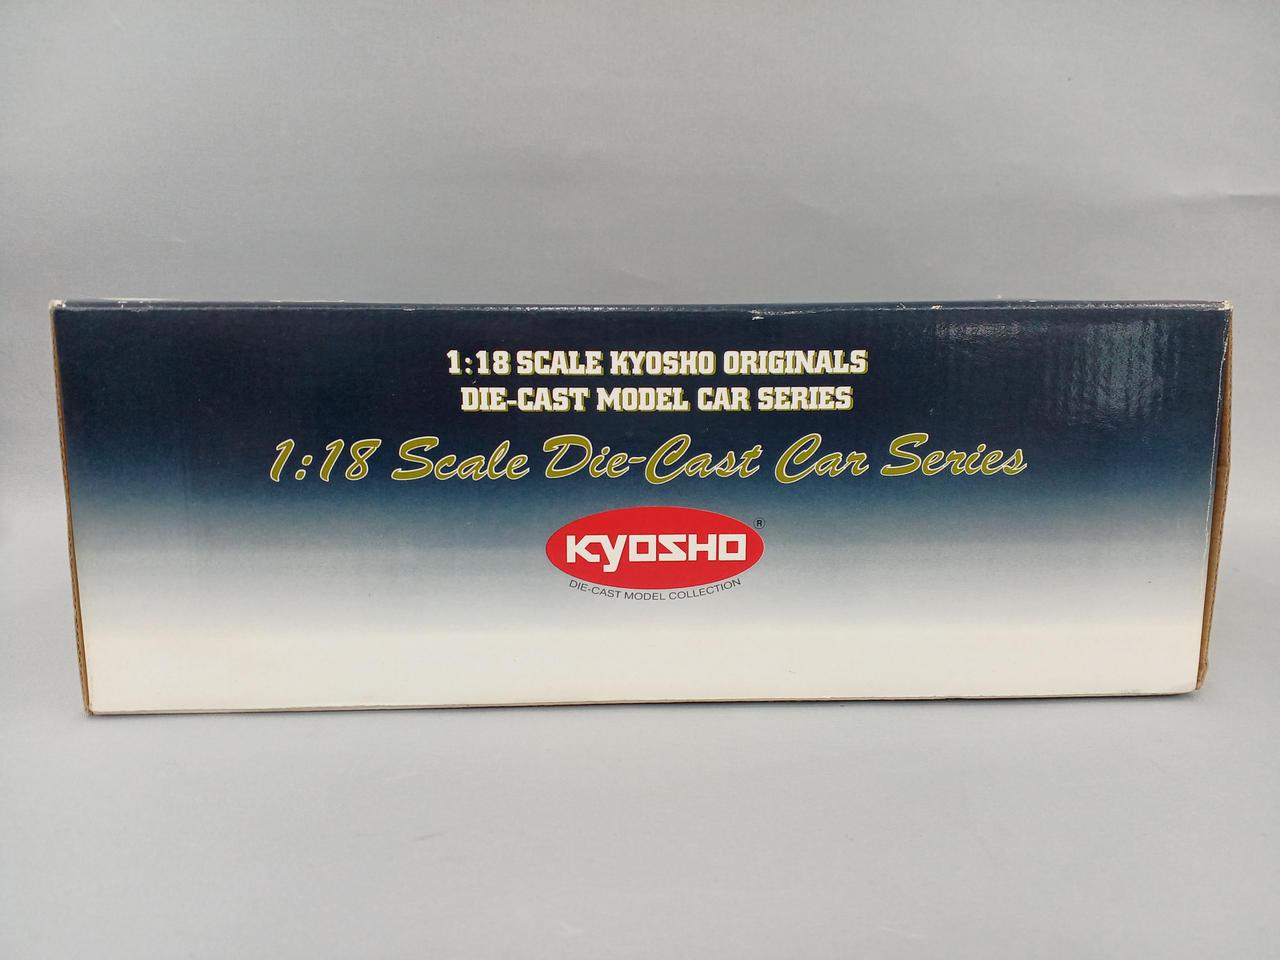 1:18 SCALE KYOSHO ORIGINALS
DIE-CAST MODEL CAR SERIES
1:18 Scale Die-Cast Car Series
KYOSHO ®
DIE-CAST MODEL COLLECTION